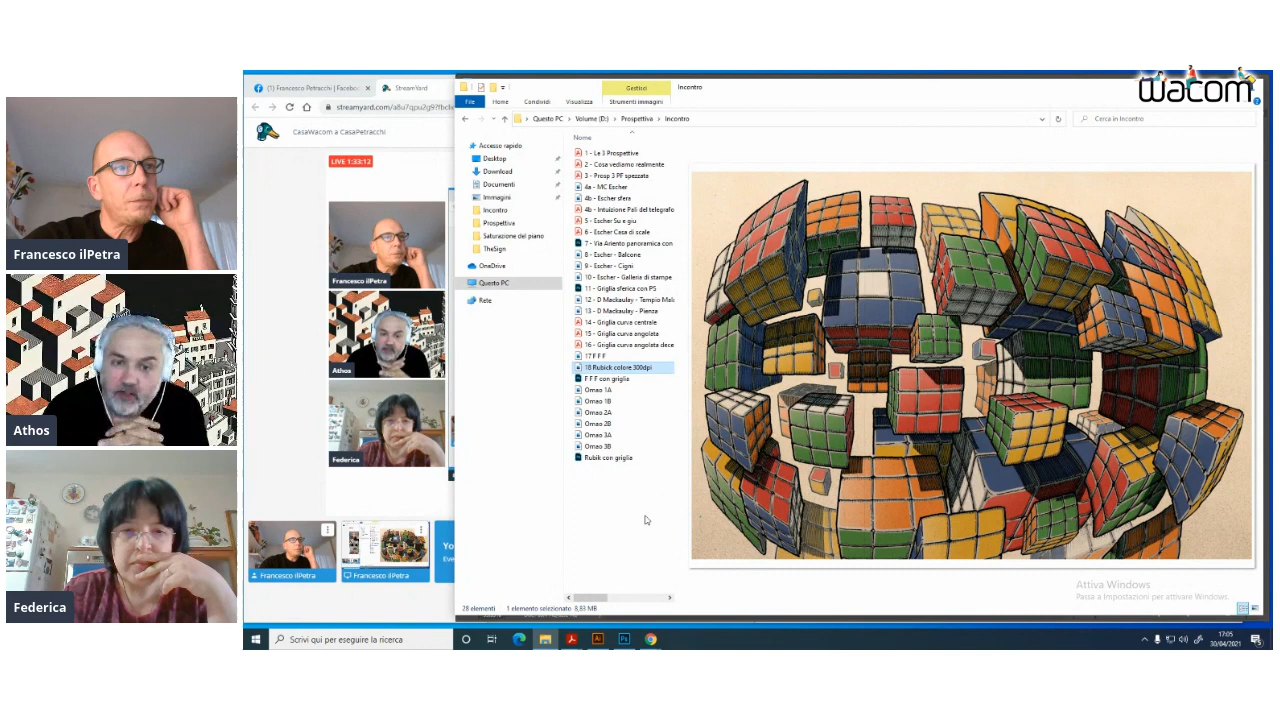 Francesco ilPetra
Athos
Federica
(1) Francesco Petracchi | Faceboo
StreamYard
streamyard.com/a8u7qpu2g9?fbcli
CasaWacom a CasaPetracchi
LIVE 1:33:12
Francesco ilPetra
Athos
Federica
Francesco ilPetra
Francesco ilPetra
Yo
Gestisci
Incontro
File
Home
Condividi
Visualizza
Strumenti immagini
Questo PC
Volume (D:)
Prospettiva
Incontro
Cerca in Incontro
wacom
Accesso rapido
Desktop
Download
Documenti
Immagini
Incontro
Prospettiva
Saturazione del piano
TheSign
OneDrive
Questo PC
Rete
Nome
1 - Le 3 Prospettive
2 - Cosa vediamo realmente
3 - Prosp 3 PF spezzata
4a - MC Escher
4b - Escher sfera
4b - Intuizione Pali del telegrafo
5 - Escher Su e giu
6 - Escher Casa di scale
7 - Via Ariento panoramica con
8 - Escher - Balcone
9 - Escher - Cigni
10 - Escher - Galleria di stampe
11 - Griglia sferica con PS
12 - D Mackaulay - Tempio Mal
13 - D Mackaulay - Pienza
14 - Griglia curva centrale
15 - Griglia curva angolata
16 - Griglia curva angolata dece
17 F F F
18 Rubick colore 300dpi
F F F con griglia
Omao 1A
Omao 1B
Omao 2A
Omao 2B
Omao 3A
Omao 3B
Rubik con griglia
28 elementi
1 elemento selezionato 8,83 MB
Attiva Windows
Passa a Impostazioni per attivare Windows.
Scrivi qui per eseguire la ricerca
17:05
30/04/2021